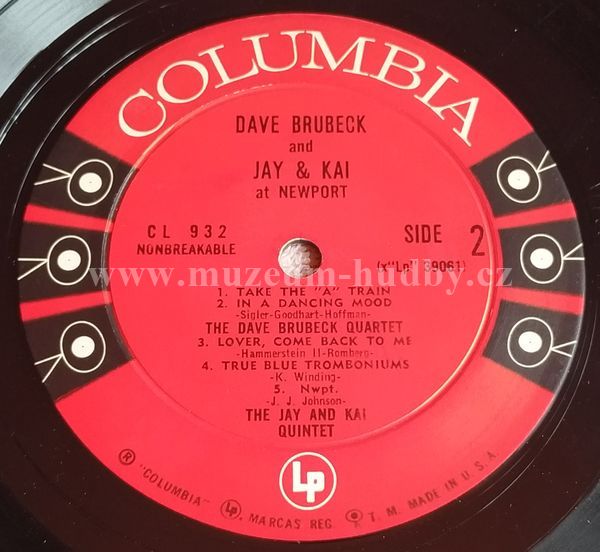 COLUMBIA
DAVE BRUBECK
and
JAY & KAI
at NEWPORT
CL 932
NONBREAKABLE
SIDE 2
(x"Lp" 39061)
www.muzeum-hudby.cz
1. TAKE THE "A" TRAIN
2. IN A DANCING MOOD
-Sigler-Goodhart-Hoffman-
THE DAVE BRUBECK QUARTET
3. LOVER, COME BACK TO ME
-Hammerstein II-Romberg-
4. TRUE BLUE TROMBONIUMS
-K. Winding-
5. Nwpt.
-J. J. Johnson-
THE JAY AND KAI
QUINTET
Lp
® "COLUMBIA" , MARCAS REG ® T. M. MADE IN U. S. A.